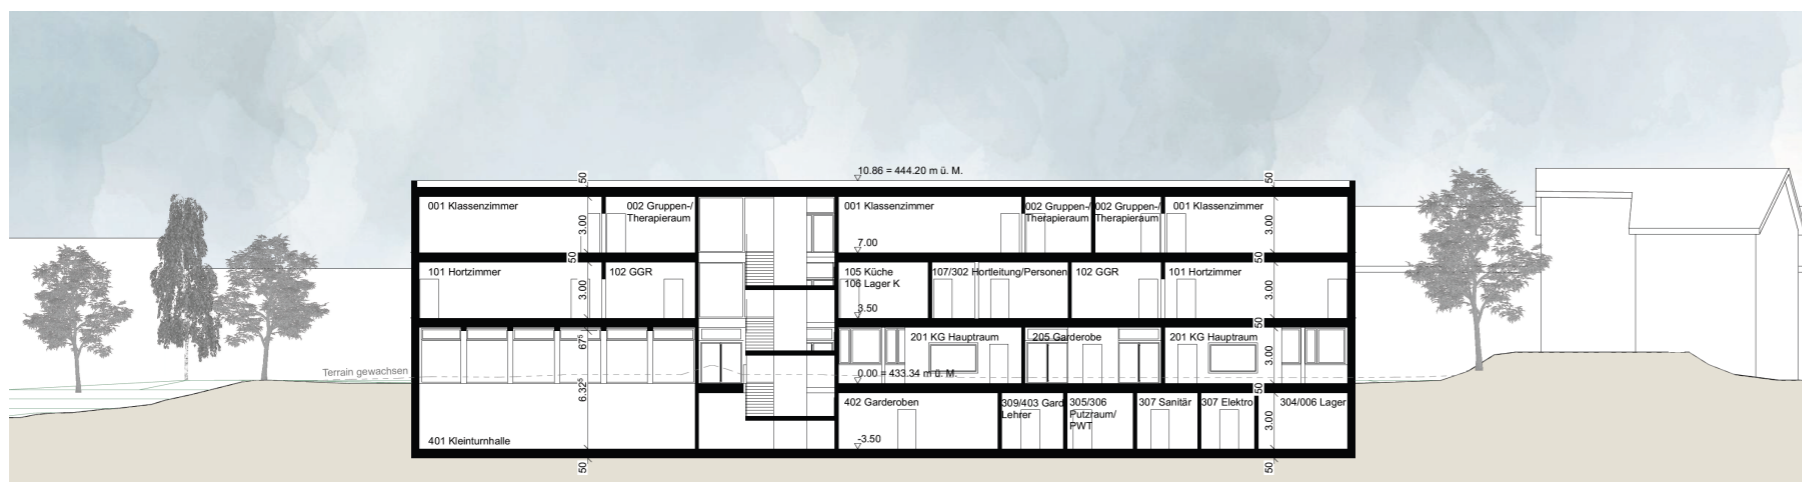 10.86 = 444.20 m ü. M.
50
50
001 Klassenzimmer
002 Gruppen-/
Therapieraum
3.00
001 Klassenzimmer
002 Gruppen-/
Therapieraum
002 Gruppen-/
Therapieraum
001 Klassenzimmer
3.00
7.00
50
50
101 Hortzimmer
102 GGR
3.00
105 Küche
106 Lager K
107/302 Hortleitung/Personen
102 GGR
101 Hortzimmer
3.00
3.50
50
67⁵
201 KG Hauptraum
205 Garderobe
201 KG Hauptraum
3.00
Terrain gewachsen
0.00 = 433.34 m ü. M.
6.32⁵
50
402 Garderoben
309/403 Gard
Lehrer
305/306
Putzraum/
PWT
307 Sanitär
307 Elektro
304/006 Lager
3.00
401 Kleinturnhalle
-3.50
50
50